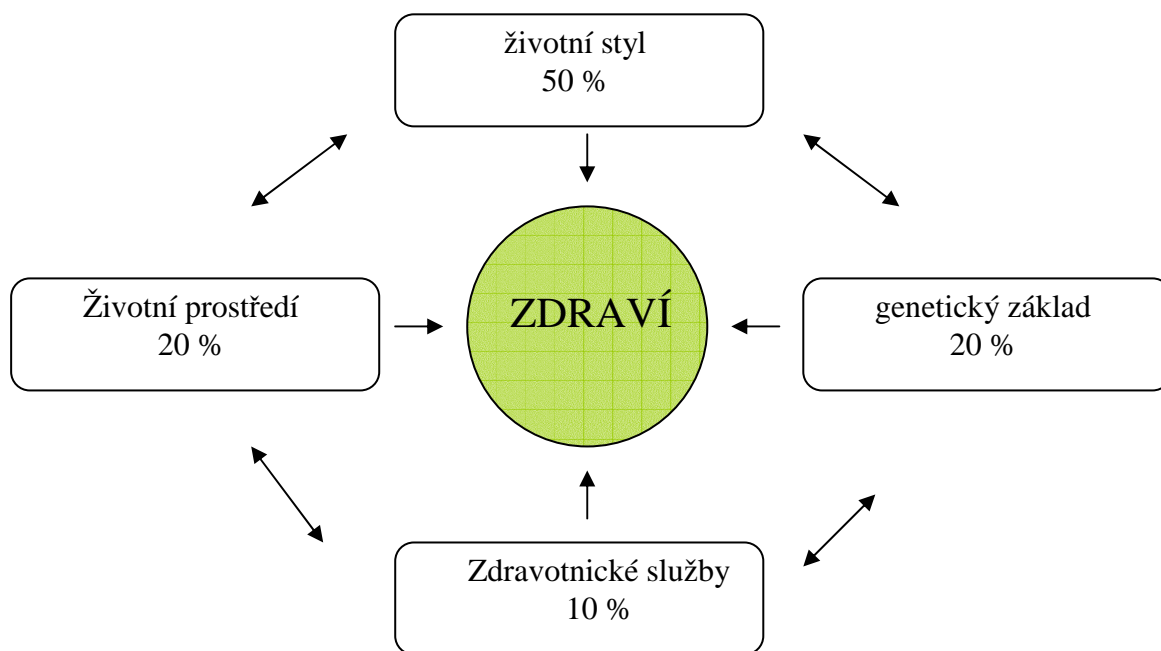 životní styl
50 %
Životní prostředí
20 %
ZDRAVÍ
genetický základ
20 %
Zdravotnické služby
10 %